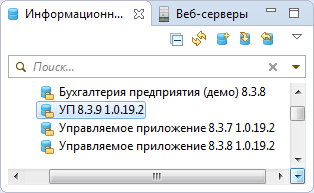 Информационн... Веб-серверы
Поиск...
Бухгалтерия предприятия (демо) 8.3.8
УП 8.3.9 1.0.19.2
Управляемое приложение 8.3.7 1.0.19.2
Управляемое приложение 8.3.8 1.0.19.2